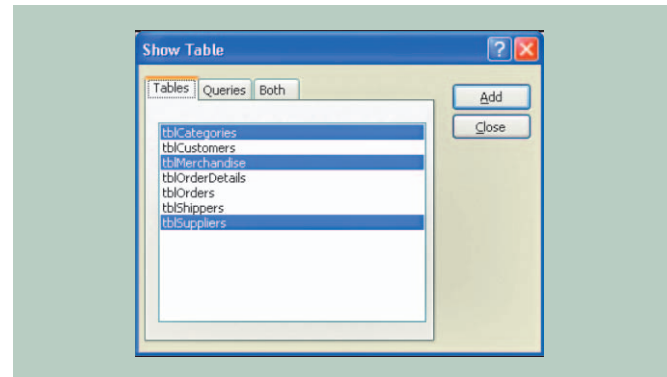 Show Table
Tables Queries Both
Add
Close
tblCategories
tblCustomers
tblMerchandise
tblOrderDetails
tblOrders
tblShippers
tblSuppliers